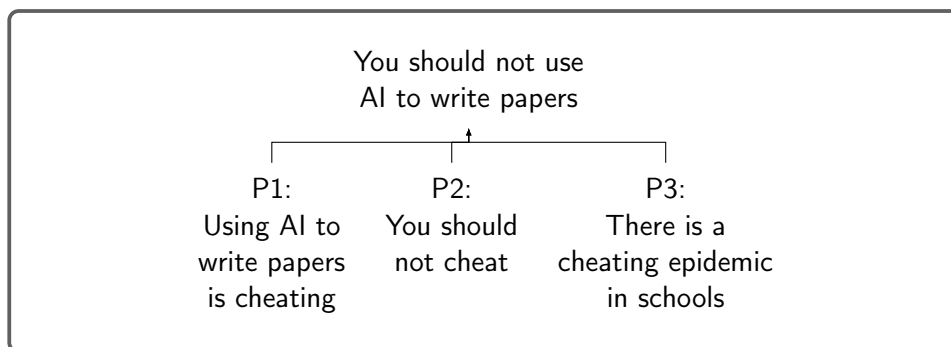 You should not use
AI to write papers
P1:
Using AI to
write papers
is cheating
P2:
You should
not cheat
P3:
There is a
cheating epidemic
in schools